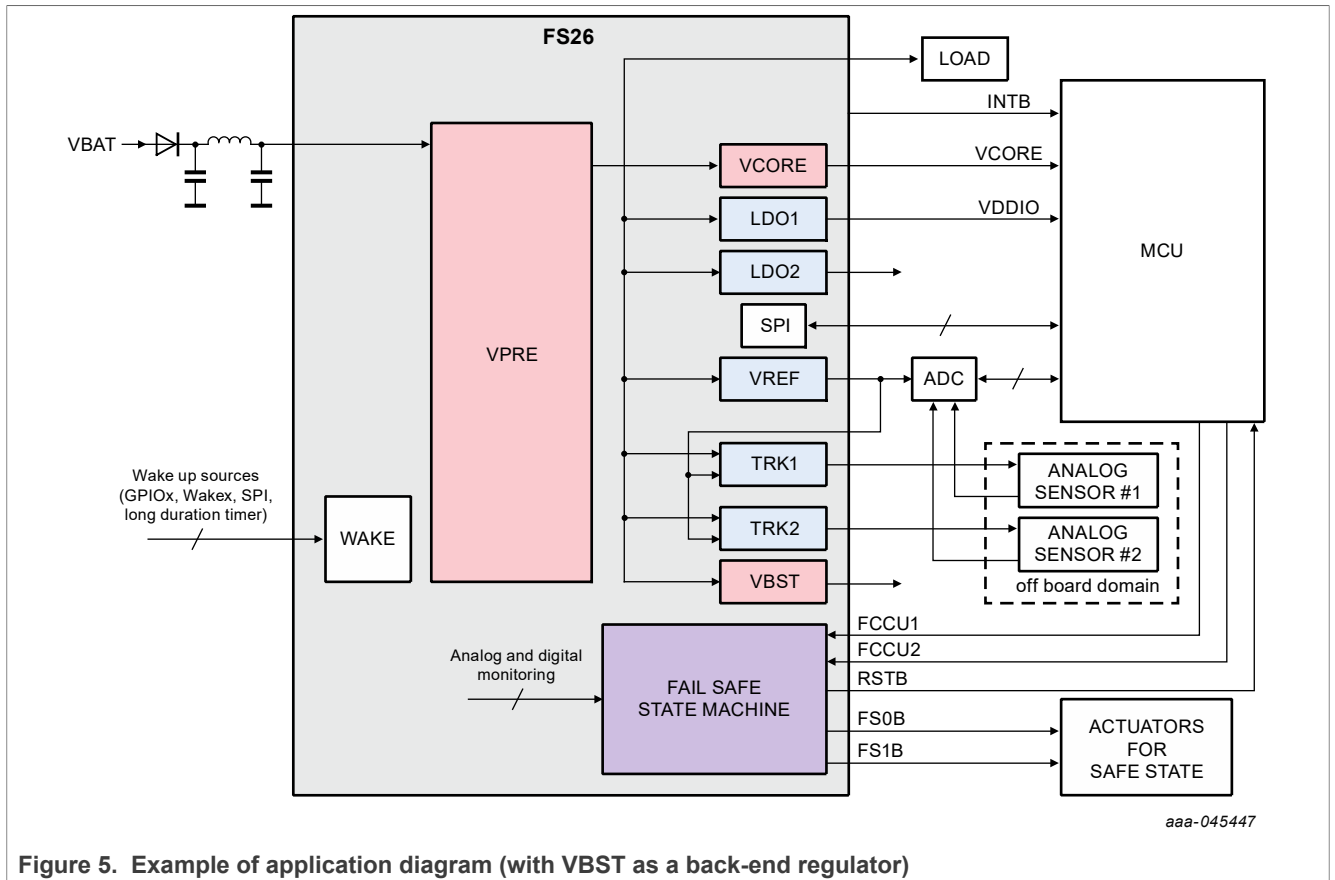 FS26
LOAD
INTB
VBAT
VCORE
VCORE
LDO1
VDDIO
MCU
LDO2
SPI
VPRE
VREF
ADC
TRK1
ANALOG
SENSOR #1
Wake up sources
(GPIOx, Wakex, SPI,
long duration timer)
WAKE
TRK2
ANALOG
SENSOR #2
VBST
off board domain
FCCU1
FCCU2
Analog and digital
monitoring
FAIL SAFE
STATE MACHINE
RSTB
FS0B
FS1B
ACTUATORS
FOR
SAFE STATE
aaa-045447
Figure 5. Example of application diagram (with VBST as a back-end regulator)